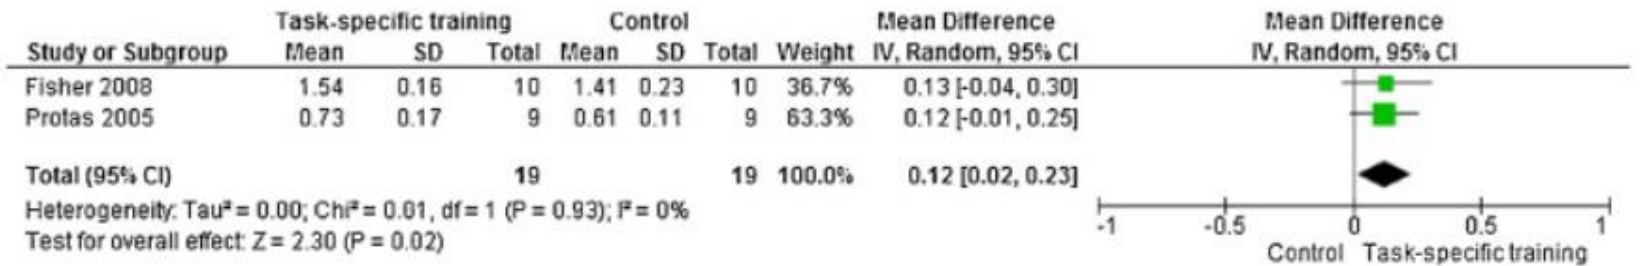 Task-specific training Control Mean Difference Mean Difference
Study or Subgroup Mean SD Total Mean SD Total Weight IV, Random, 95% CI IV, Random, 95% CI
Fisher 2008 1.54 0.16 10 1.41 0.23 10 36.7% 0.13 [-0.04, 0.30]
Protas 2005 0.73 0.17 9 0.61 0.11 9 63.3% 0.12 [-0.01, 0.25]
Total (95% CI) 19 19 100.0% 0.12 [0.02, 0.23]
Heterogeneity: Tau² = 0.00; Chi² = 0.01, df = 1 (P = 0.93); I² = 0%
Test for overall effect: Z = 2.30 (P = 0.02)
-1 -0.5 0 0.5 1
Control Task-specific training